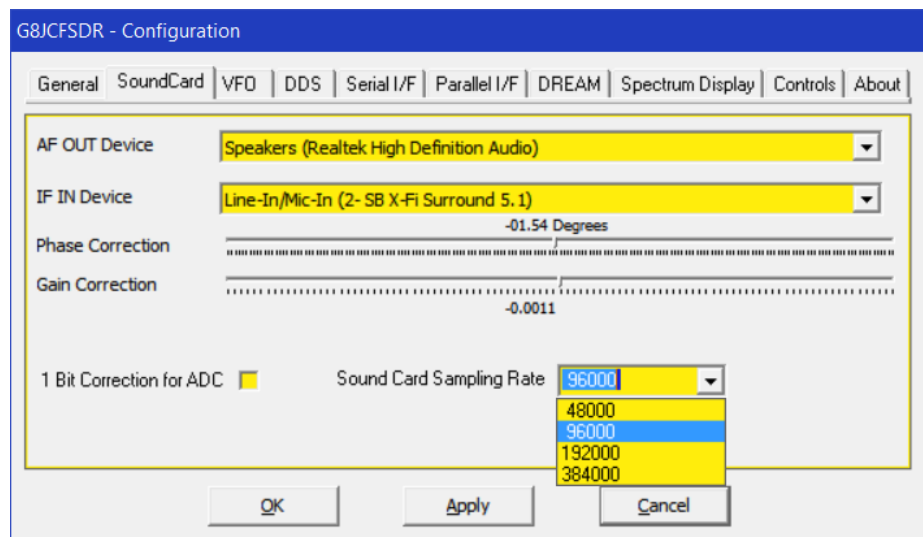 G8JCFSDR - Configuration
General SoundCard VFO DDS Serial I/F Parallel I/F DREAM Spectrum Display Controls About
AF OUT Device Speakers (Realtek High Definition Audio)
IF IN Device Line-In/Mic-In (2- SB X-Fi Surround 5.1)
-01.54 Degrees
Phase Correction
Gain Correction
-0.0011
1 Bit Correction for ADC Sound Card Sampling Rate 96000
48000
96000
192000
384000
OK Apply Cancel